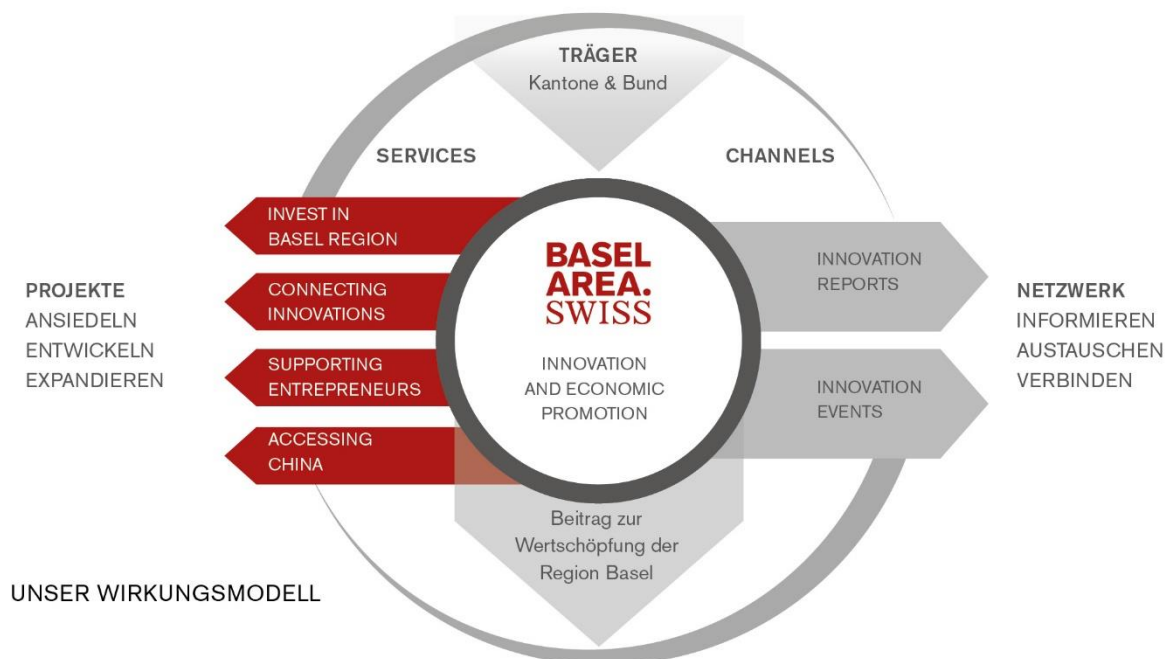 TRÄGER
Kantone & Bund
SERVICES
CHANNELS
INVEST IN
BASEL REGION
CONNECTING
INNOVATIONS
SUPPORTING
ENTREPRENEURS
ACCESSING
CHINA
PROJEKTE
ANSIEDELN
ENTWICKELN
EXPANDIEREN
BASEL
AREA.
SWISS
INNOVATION
AND ECONOMIC
PROMOTION
INNOVATION
REPORTS
INNOVATION
EVENTS
NETZWERK
INFORMIEREN
AUSTAUSCHEN
VERBINDEN
Beitrag zur
Wertschöpfung der
Region Basel
UNSER WIRKUNGSMODELL